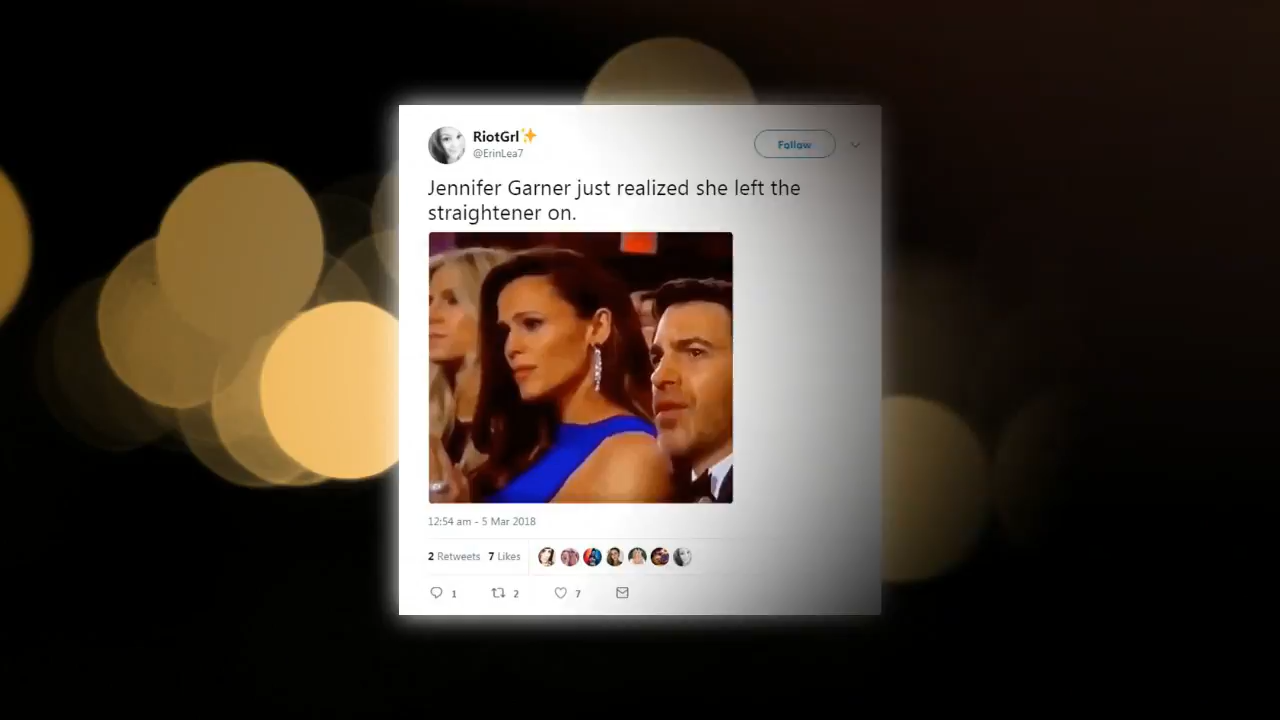 RiotGrl✨
@ErinLea7
Follow
Jennifer Garner just realized she left the
straightener on.
12:54 am - 5 Mar 2018
2 Retweets 7 Likes
1 2 7